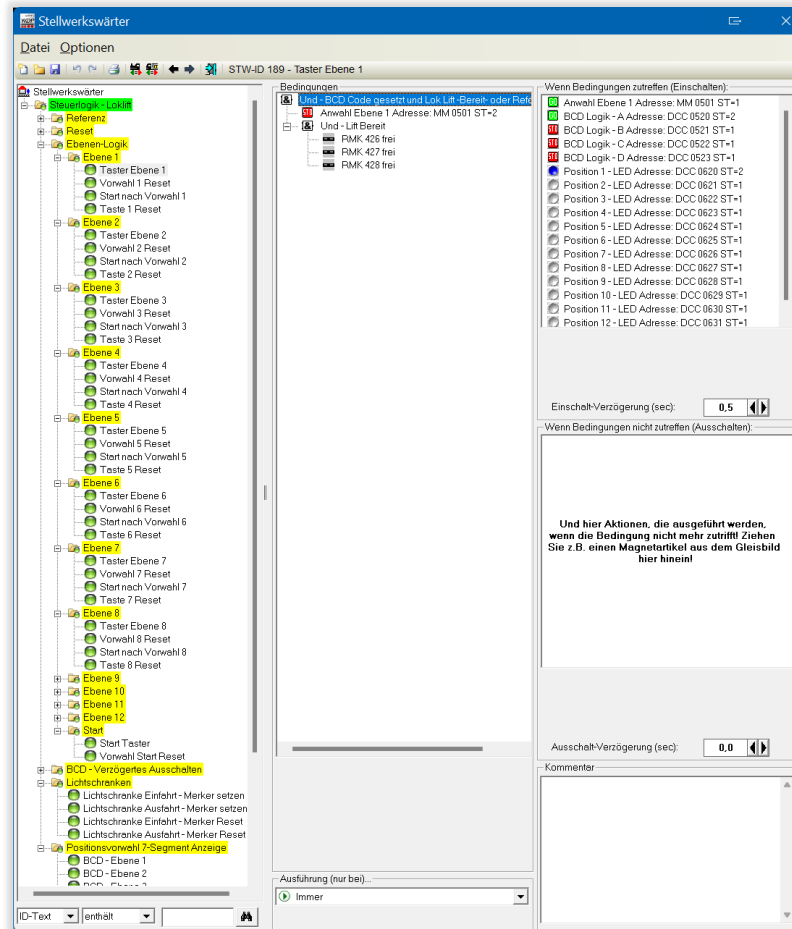 Stellwerkswärter
Datei Optionen
STW-ID 189 - Taster Ebene 1
Stellwerkswärter
Steuerlogik - Loklift
Referenz
Reset
Ebenen-Logik
Ebene 1
Taster Ebene 1
Vorwahl 1 Reset
Start nach Vorwahl 1
Taste 1 Reset
Ebene 2
Taster Ebene 2
Vorwahl 2 Reset
Start nach Vorwahl 2
Taste 2 Reset
Ebene 3
Taster Ebene 3
Vorwahl 3 Reset
Start nach Vorwahl 3
Taste 3 Reset
Ebene 4
Taster Ebene 4
Vorwahl 4 Reset
Start nach Vorwahl 4
Taste 4 Reset
Ebene 5
Taster Ebene 5
Vorwahl 5 Reset
Start nach Vorwahl 5
Taste 5 Reset
Ebene 6
Taster Ebene 6
Vorwahl 6 Reset
Start nach Vorwahl 6
Taste 6 Reset
Ebene 7
Taster Ebene 7
Vorwahl 7 Reset
Start nach Vorwahl 7
Taste 7 Reset
Ebene 8
Taster Ebene 8
Vorwahl 8 Reset
Start nach Vorwahl 8
Taste 8 Reset
Ebene 9
Ebene 10
Ebene 11
Ebene 12
Start
Start Taster
Vorwahl Start Reset
BCD - Verzögertes Ausschalten
Lichtschranken
Lichtschranke Einfahrt - Merker setzen
Lichtschranke Ausfahrt - Merker setzen
Lichtschranke Einfahrt - Merker Reset
Lichtschranke Ausfahrt - Merker Reset
Positionsvorwahl 7-Segment Anzeige
BCD - Ebene 1
BCD - Ebene 2
BCD - Ebene 3
ID-Text enthält
Bedingungen
Und - BCD Code gesetzt und Lok Lift -Bereit- oder Refe
Anwahl Ebene 1 Adresse: MM 0501 ST=2
Und - Lift Bereit
RMK 426 frei
RMK 427 frei
RMK 428 frei
Ausführung (nur bei)...
Immer
Wenn Bedingungen zutreffen (Einschalten):
Anwahl Ebene 1 Adresse: MM 0501 ST=1
BCD Logik - A Adresse: DCC 0520 ST=2
BCD Logik - B Adresse: DCC 0521 ST=1
BCD Logik - C Adresse: DCC 0522 ST=1
BCD Logik - D Adresse: DCC 0523 ST=1
Position 1 - LED Adresse: DCC 0620 ST=2
Position 2 - LED Adresse: DCC 0621 ST=1
Position 3 - LED Adresse: DCC 0622 ST=1
Position 4 - LED Adresse: DCC 0623 ST=1
Position 5 - LED Adresse: DCC 0624 ST=1
Position 6 - LED Adresse: DCC 0625 ST=1
Position 7 - LED Adresse: DCC 0626 ST=1
Position 8 - LED Adresse: DCC 0627 ST=1
Position 9 - LED Adresse: DCC 0628 ST=1
Position 10 - LED Adresse: DCC 0629 ST=1
Position 11 - LED Adresse: DCC 0630 ST=1
Position 12 - LED Adresse: DCC 0631 ST=1
Einschalt-Verzögerung (sec): 0,5
Wenn Bedingungen nicht zutreffen (Ausschalten):
Und hier Aktionen, die ausgeführt werden,
wenn die Bedingung nicht mehr zutrifft! Ziehen
Sie z.B. einen Magnetartikel aus dem Gleisbild
hier hinein!
Ausschalt-Verzögerung (sec): 0,0
Kommentar